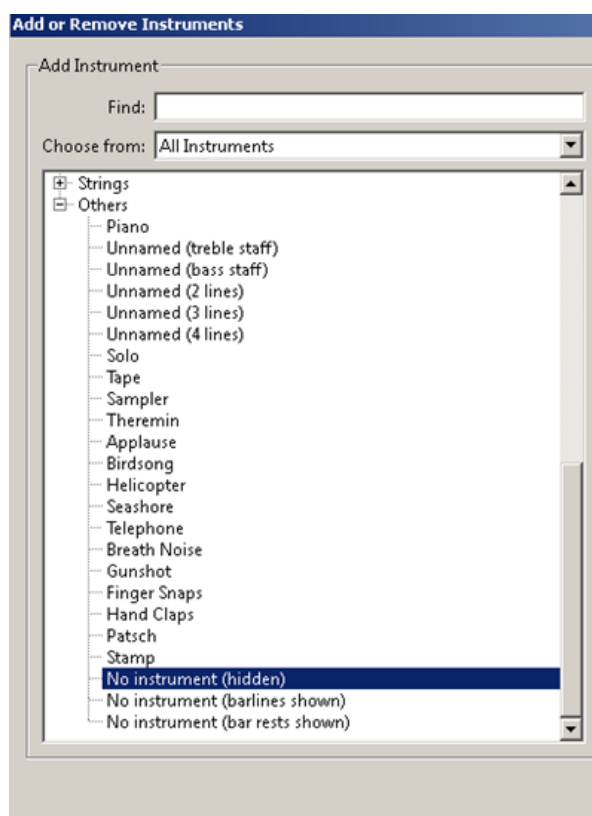 Add or Remove Instruments
Add Instrument
Find:
Choose from: All Instruments
Strings
Others
Piano
Unnamed (treble staff)
Unnamed (bass staff)
Unnamed (2 lines)
Unnamed (3 lines)
Unnamed (4 lines)
Solo
Tape
Sampler
Theremin
Applause
Birdsong
Helicopter
Seashore
Telephone
Breath Noise
Gunshot
Finger Snaps
Hand Claps
Patsch
Stamp
No instrument (hidden)
No instrument (barlines shown)
No instrument (bar rests shown)